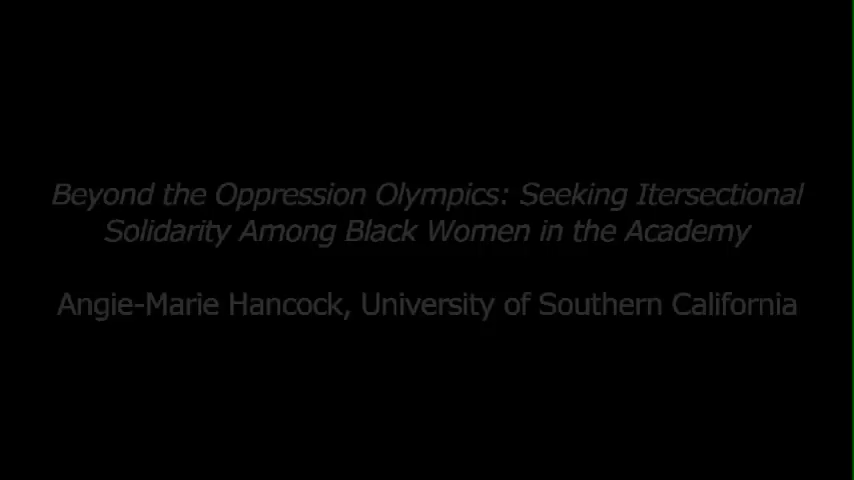 Beyond the Oppression Olympics: Seeking Itersectional
Solidarity Among Black Women in the Academy
Angie-Marie Hancock, University of Southern California